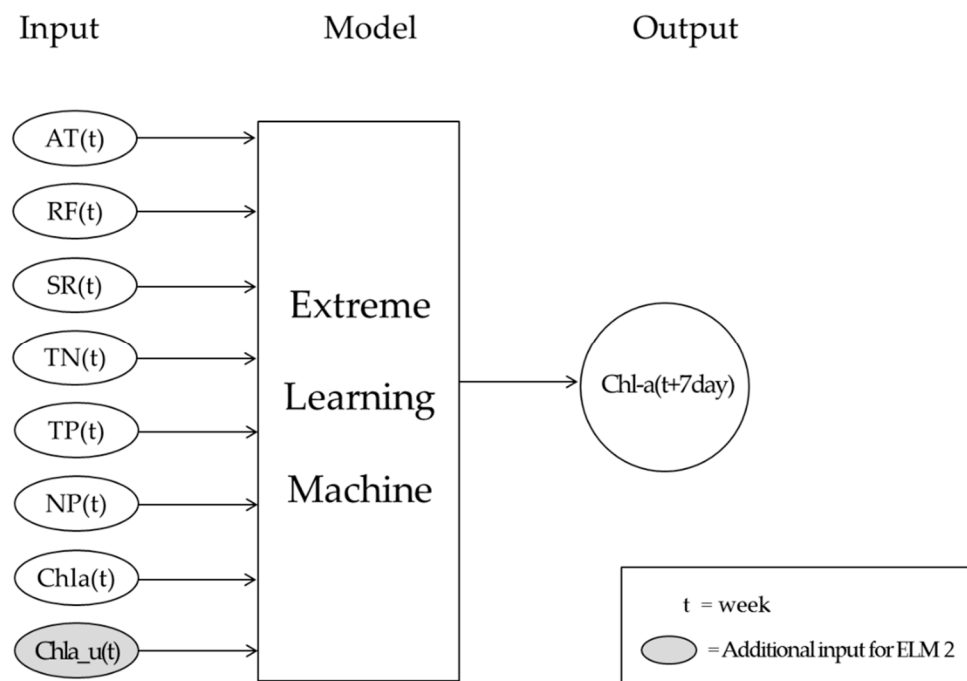 Input Model Output
AT(t)
RF(t)
SR(t)
TN(t)
TP(t)
NP(t)
Chla(t)
Chla_u(t)
Extreme
Learning
Machine
Chl-a(t+7day)
t = week
= Additional input for ELM 2